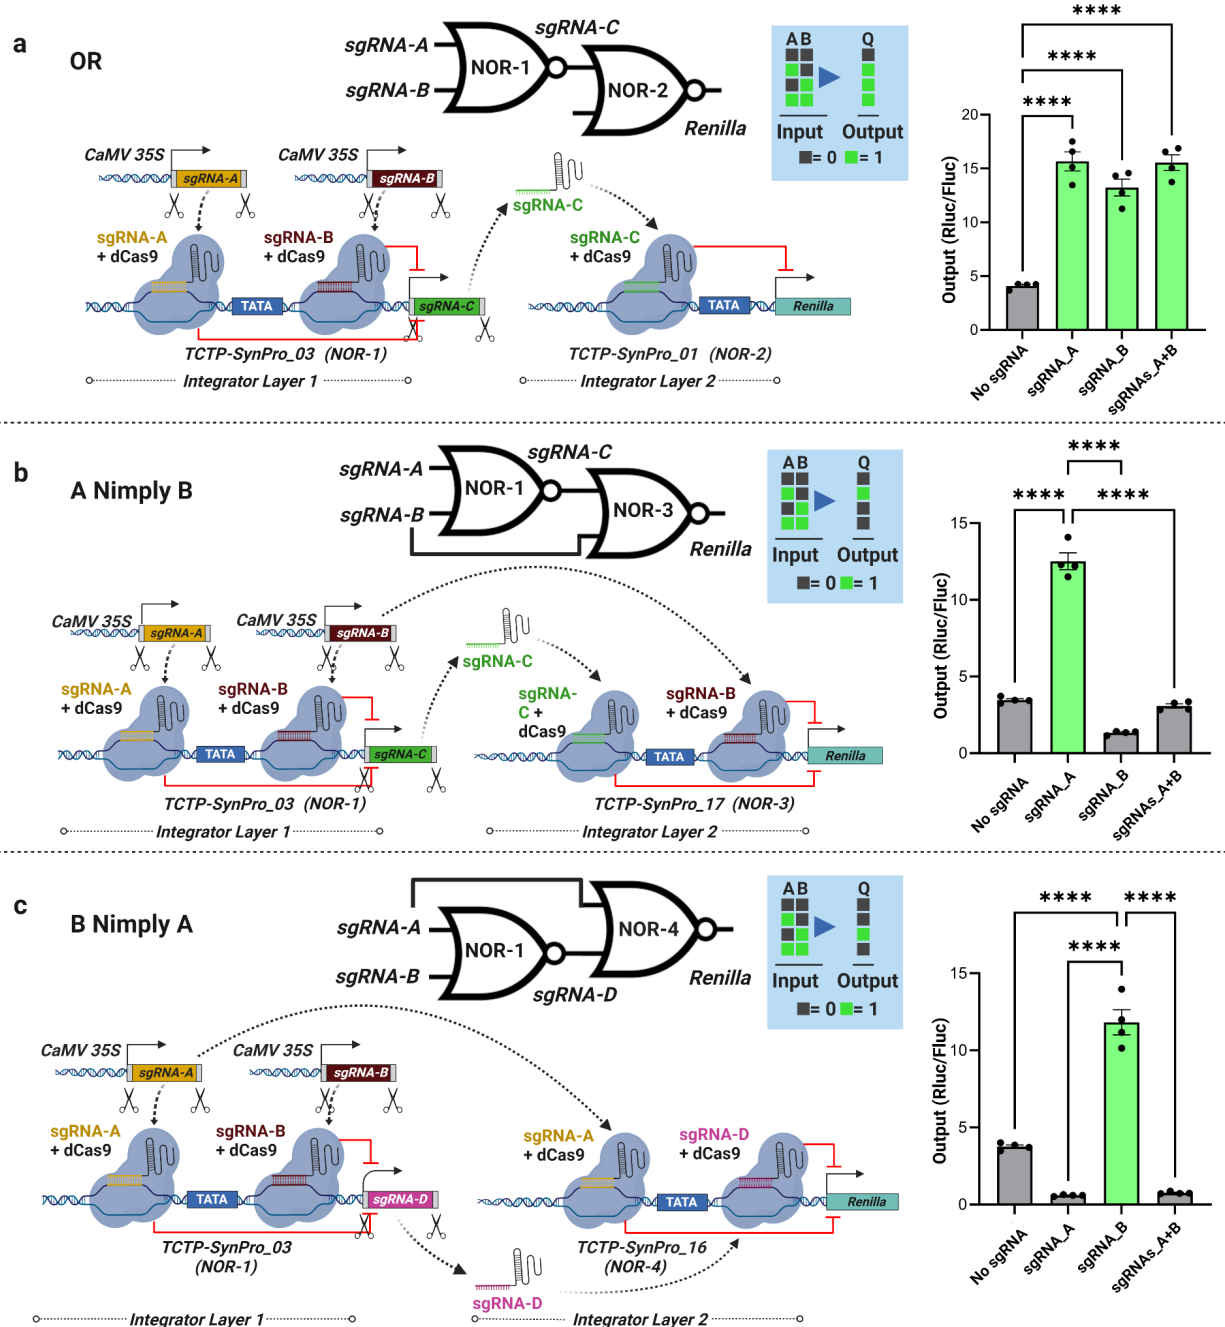 a
OR
sgRNA-A
sgRNA-B
sgRNA-C
NOR-1
NOR-2
Renilla
A B
Q
Input
Output
= 0
= 1
CaMV 35S
sgRNA-A
CaMV 35S
sgRNA-B
sgRNA-A
+ dCas9
sgRNA-B
+ dCas9
TATA
sgRNA-C
TCTP-SynPro_03 (NOR-1)
Integrator Layer 1
sgRNA-C
sgRNA-C
+ dCas9
TATA
Renilla
TCTP-SynPro_01 (NOR-2)
Integrator Layer 2
****
****
****
Output (Rluc/Fluc)
20
15
10
5
0
No sgRNA
sgRNA_A
sgRNA_B
sgRNAs_A+B
b
A Nimply B
sgRNA-A
sgRNA-B
sgRNA-C
NOR-1
NOR-3
Renilla
A B
Q
Input
Output
= 0
= 1
CaMV 35S
sgRNA-A
CaMV 35S
sgRNA-B
sgRNA-A
+ dCas9
sgRNA-B
+ dCas9
TATA
sgRNA-C
TCTP-SynPro_03 (NOR-1)
Integrator Layer 1
sgRNA-C
sgRNA-
C +
dCas9
sgRNA-B
+ dCas9
TATA
Renilla
TCTP-SynPro_17 (NOR-3)
Integrator Layer 2
****
****
****
Output (Rluc/Fluc)
15
10
5
0
No sgRNA
sgRNA_A
sgRNA_B
sgRNAs_A+B
c
B Nimply A
sgRNA-A
sgRNA-B
NOR-1
NOR-4
sgRNA-D
Renilla
A B
Q
Input
Output
= 0
= 1
CaMV 35S
sgRNA-A
CaMV 35S
sgRNA-B
sgRNA-A
+ dCas9
sgRNA-B
+ dCas9
TATA
sgRNA-D
TCTP-SynPro_03
(NOR-1)
Integrator Layer 1
sgRNA-D
sgRNA-A
+ dCas9
sgRNA-D
+ dCas9
TATA
Renilla
TCTP-SynPro_16
(NOR-4)
Integrator Layer 2
****
****
****
Output (Rluc/Fluc)
15
10
5
0
No sgRNA
sgRNA_A
sgRNA_B
sgRNAs_A+B